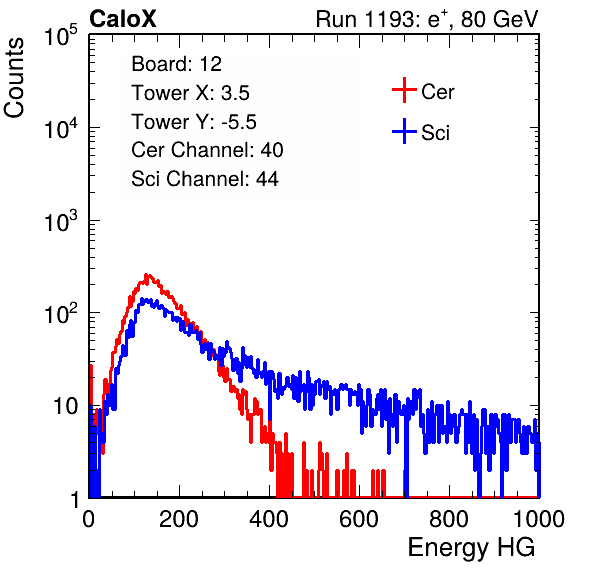 CaloX Run 1193: e⁺, 80 GeV
Counts
Board: 12
Tower X: 3.5
Tower Y: -5.5
Cer Channel: 40
Sci Channel: 44
Cer
Sci
10⁵
10⁴
10³
10²
10
1
0 200 400 600 800 1000
Energy HG